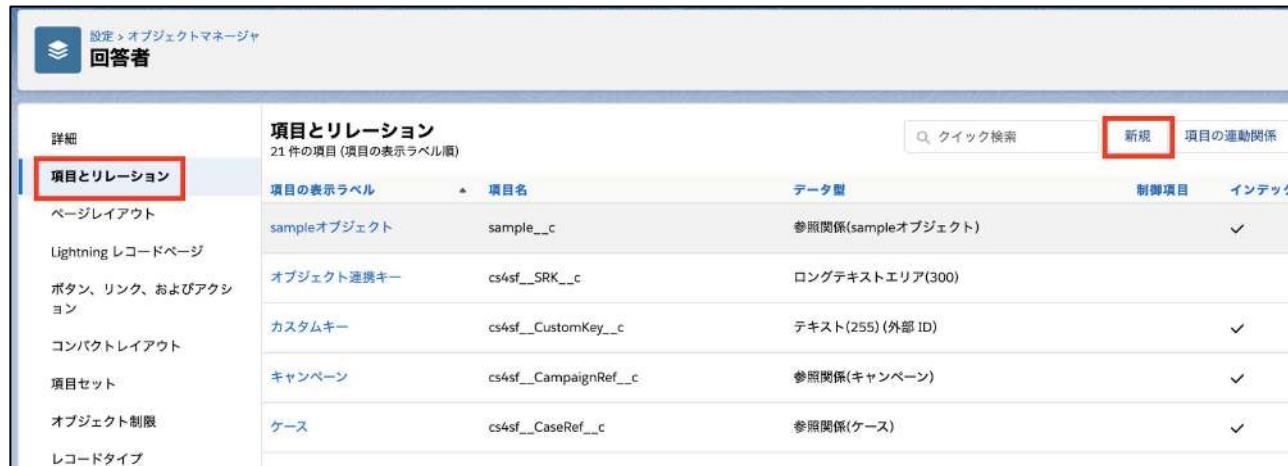 設定 > オブジェクトマネージャ
回答者
詳細
項目とリレーション
ページレイアウト
Lightning レコードページ
ボタン、リンク、およびアクシ
ョン
コンパクトレイアウト
項目セット
オブジェクト制限
レコードタイプ
項目とリレーション
21 件の項目 (項目の表示ラベル順)
クイック検索
新規
項目の連動関係
項目の表示ラベル 項目名 データ型 制御項目 インデック
sampleオブジェクト sample__c 参照関係(sampleオブジェクト)
オブジェクト連携キー cs4sf__SRK__c ロングテキストエリア(300)
カスタムキー cs4sf__CustomKey__c テキスト(255) (外部 ID)
キャンペーン cs4sf__CampaignRef__c 参照関係(キャンペーン)
ケース cs4sf__CaseRef__c 参照関係(ケース)